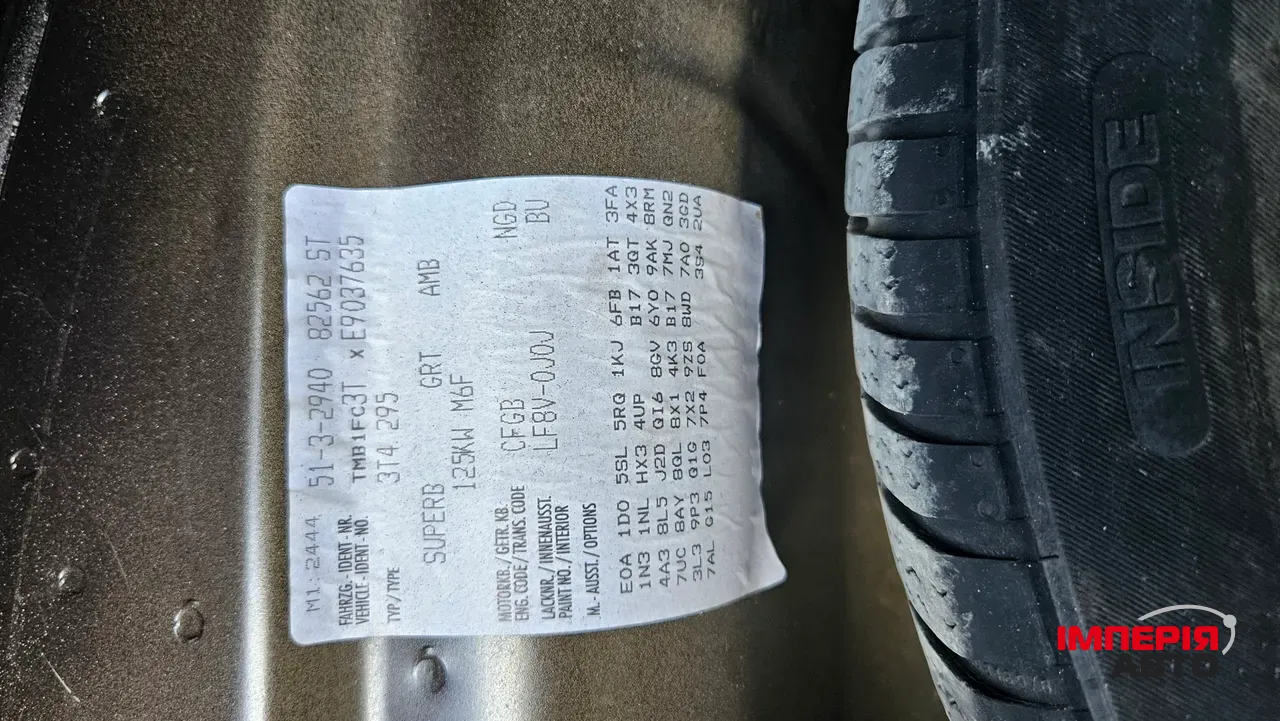 M1:2444 51-3-2940 82562 ST
FAHRZG.-IDENT-NR.
VEHICLE-IDENT-NO. TMB1FC3T x E9037635
TYP/TYPE 3T4 295
SUPERB GRT AMB
125KW M6F
MOTORKB./GETR.KB.
ENG.CODE/TRANS.CODE CFGB NGD
LACKNR./INNENAUSST.
PAINT NO./INTERIOR LF8V-0J0J BV
M.-AUSST./OPTIONS
E0A 1D0 5SL 5RQ 1KJ 6FB 1AT 3FA
1N3 1NL HX3 4UP B17 3QT 4X3
4A3 8L5 J2D QI6 8GV 6Y0 9AK 8RM
7UC 8AY 8QL 8X1 4K3 B17 7MJ QN2
3L3 9P3 Q1G 7X2 9ZS 8WD 7A0 3GD
7AL G15 L03 7P4 F0A 3S4 2UA
INSIDE
ІМПЕРІЯ
АВТО